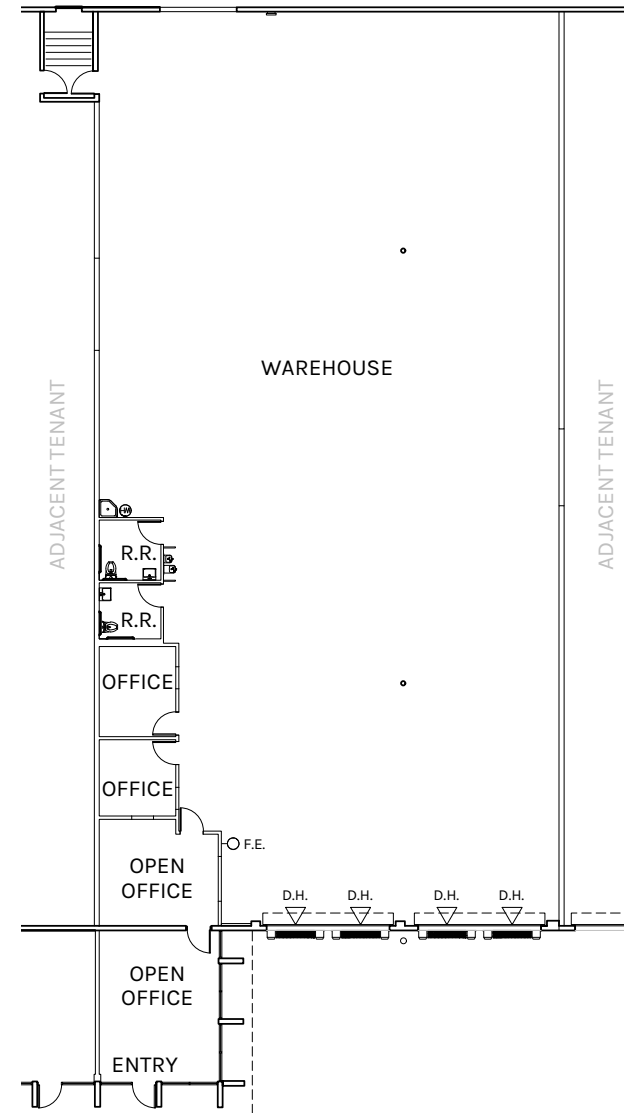 WAREHOUSE
ADJACENT TENANT
ADJACENT TENANT
R.R.
R.R.
OFFICE
OFFICE
F.E.
OPEN
OFFICE
D.H.
D.H.
D.H.
D.H.
OPEN
OFFICE
ENTRY